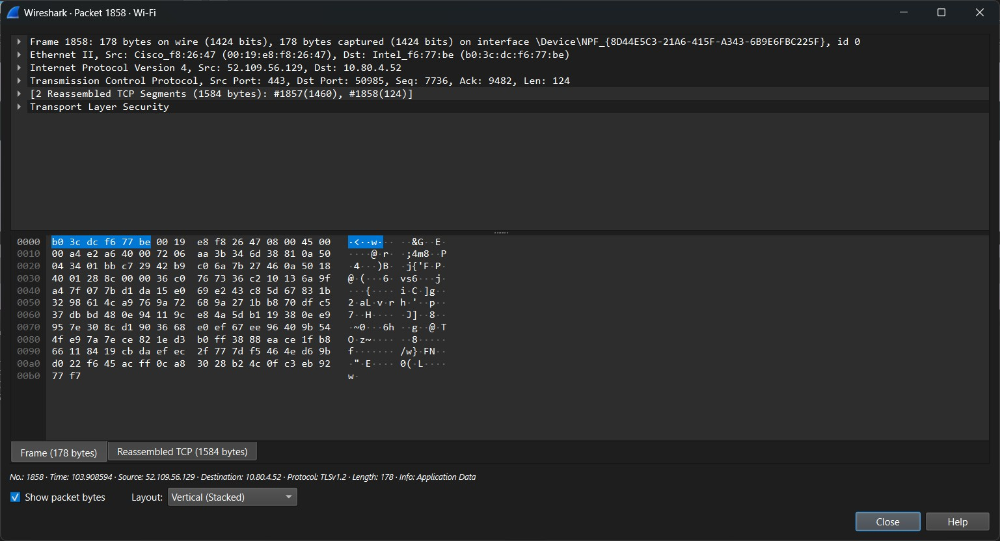 Wireshark · Packet 1858 · Wi-Fi
Frame 1858: 178 bytes on wire (1424 bits), 178 bytes captured (1424 bits) on interface \Device\NPF_{8D44E5C3-21A6-415F-A343-6B9E6FBC225F}, id 0
Ethernet II, Src: Cisco_f8:26:47 (00:19:e8:f8:26:47), Dst: Intel_f6:77:be (b0:3c:dc:f6:77:be)
Internet Protocol Version 4, Src: 52.109.56.129, Dst: 10.80.4.52
Transmission Control Protocol, Src Port: 443, Dst Port: 50985, Seq: 7736, Ack: 9482, Len: 124
[2 Reassembled TCP Segments (1584 bytes): #1857(1460), #1858(124)]
Transport Layer Security
0000 b0 3c dc f6 77 be 00 19 e8 f8 26 47 08 00 45 00 ·<··w··· ··&G··E·
0010 00 a4 e2 a6 40 00 72 06 aa 3b 34 6d 38 81 0a 50 ····@·r· ·;4m8··P
0020 04 34 01 bb c7 29 42 b9 c0 6a 7b 27 46 0a 50 18 ·4···)B· ·j{'F·P·
0030 40 01 28 8c 00 00 36 c0 76 73 36 c2 10 13 6a 9f @·(···6· vs6···j·
0040 a4 7f 07 7b d1 da 15 e0 69 e2 43 c8 5d 67 83 1b ···{···· i·C·]g··
0050 32 98 61 4c a9 76 9a 72 68 9a 27 1b b8 70 df c5 2·aL·v·r h·'··p··
0060 37 db bd 48 0e 94 11 9c e8 4a 5d b1 19 38 0e e9 7··H···· ·J]··8··
0070 95 7e 30 8c d1 90 36 68 e0 ef 67 ee 96 40 9b 54 ·~0···6h ··g··@·T
0080 4f e9 7a 7e ce 82 1e d3 b0 ff 38 88 ea ce 1f b8 O·z~···· ··8·····
0090 66 11 84 19 cb da ef ec 2f 77 7d f5 46 4e d6 9b f······· /w}·FN··
00a0 d0 22 f6 45 ac ff 0c a8 30 28 b2 4c 0f c3 eb 92 ·"·E···· 0(·L····
00b0 77 f7 w·
Frame (178 bytes) Reassembled TCP (1584 bytes)
No.: 1858 · Time: 103.908594 · Source: 52.109.56.129 · Destination: 10.80.4.52 · Protocol: TLSv1.2 · Length: 178 · Info: Application Data
Show packet bytes Layout: Vertical (Stacked)
Close Help